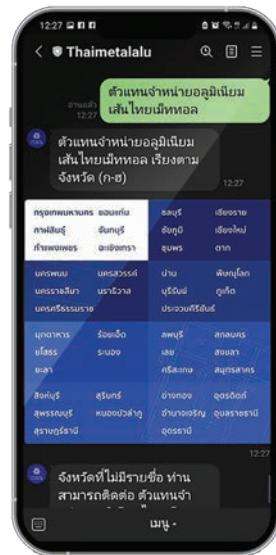 12:27
Thaimetalalu
ตัวแทนจำหน่ายอลูมิเนียม
เส้นไทยเม็ททอล
อ่านแล้ว
12:27
ตัวแทนจำหน่ายอลูมิเนียม
เส้นไทยเม็ททอล เรียงตาม
จังหวัด (ก-ฮ)
12:27
กรุงเทพมหานคร ขอนแก่น ชลบุรี เชียงราย
กาฬสินธุ์ จันทบุรี ชัยภูมิ เชียงใหม่
กำแพงเพชร ฉะเชิงเทรา ชุมพร ตาก
นครพนม นครสวรรค์ น่าน พิษณุโลก
นครราชสีมา นราธิวาส บุรีรัมย์ ภูเก็ต
นครศรีธรรมราช ประจวบคีรีขันธ์
มุกดาหาร ร้อยเอ็ด ลพบุรี สกลนคร
ยโสธร ระนอง เลย สงขลา
ยะลา ศรีสะเกษ สมุทรสาคร
สิงห์บุรี สุรินทร์ อ่างทอง อุตรดิตถ์
สุพรรณบุรี หนองบัวลำภู อำนาจเจริญ อุบลราชธานี
สุราษฎร์ธานี อุดรธานี
12:27
จังหวัดที่ไม่มีรายชื่อ ท่าน
สามารถติดต่อ ตัวแทนจำ
เมนู